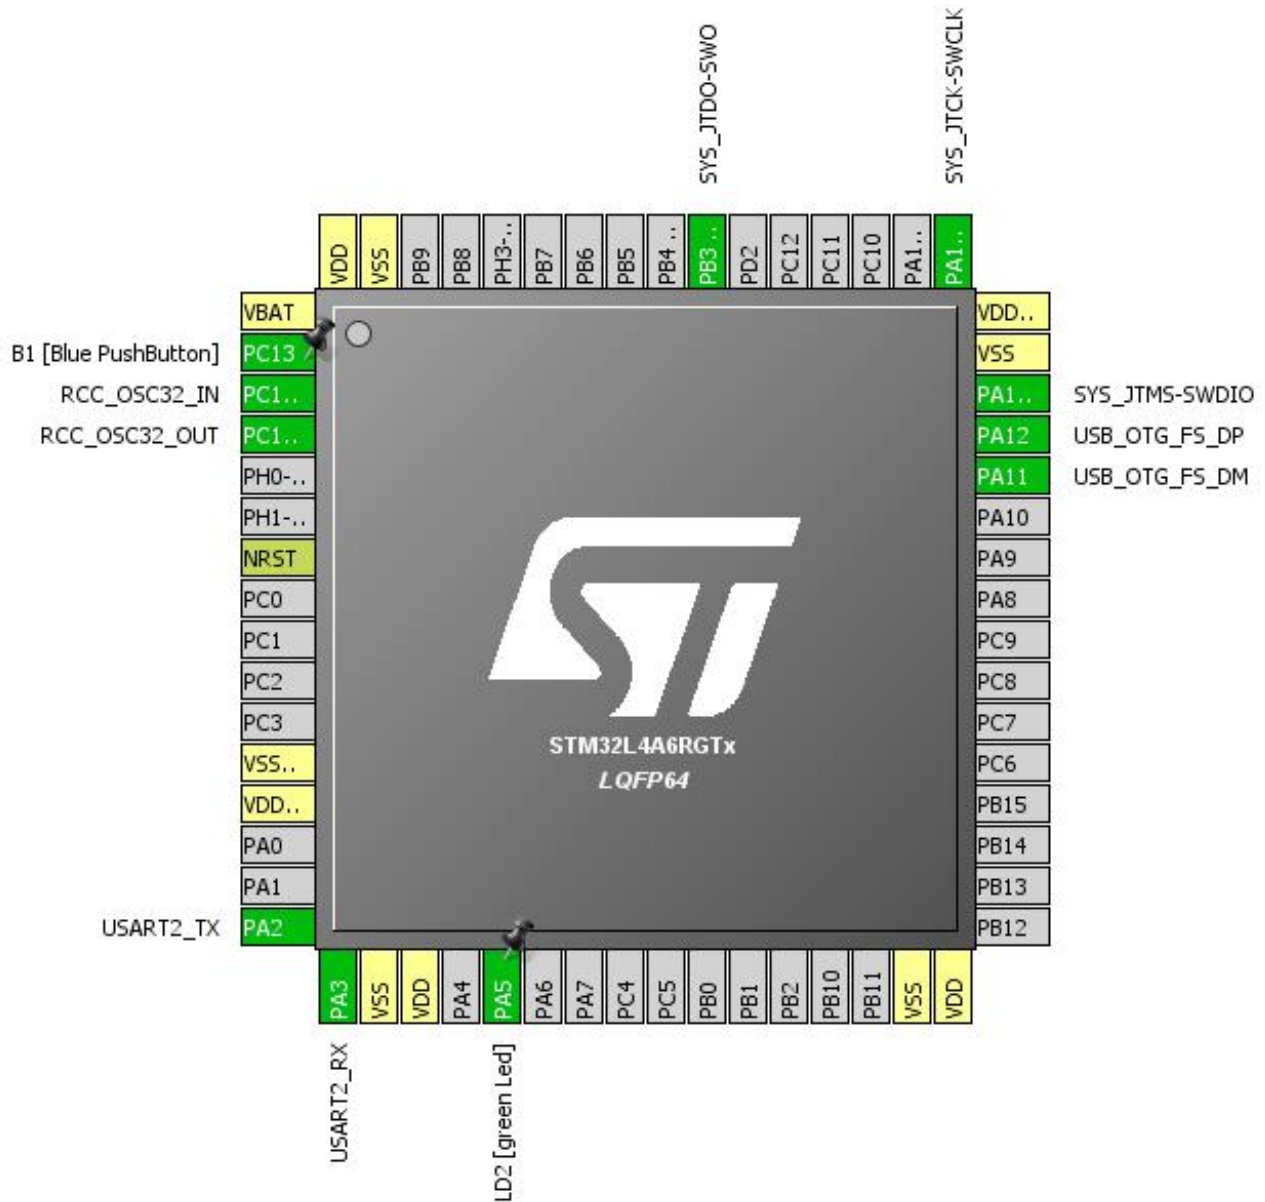 SYS_JTDO-SWO
SYS_JTCK-SWCLK
VDD
VSS
PB9
PB8
PH3-..
PB7
PB6
PB5
PB4 ..
PB3 ..
PD2
PC12
PC11
PC10
PA1..
PA1..
VBAT
B1 [Blue PushButton] PC13
RCC_OSC32_IN PC1..
RCC_OSC32_OUT PC1..
PH0-..
PH1-..
NRST
PC0
PC1
PC2
PC3
VSS..
VDD..
PA0
PA1
USART2_TX PA2
ST
STM32L4A6RGTx
LQFP64
VDD..
VSS
PA1.. SYS_JTMS-SWDIO
PA12 USB_OTG_FS_DP
PA11 USB_OTG_FS_DM
PA10
PA9
PA8
PC9
PC8
PC7
PC6
PB15
PB14
PB13
PB12
PA3
VSS
VDD
PA4
PA5
PA6
PA7
PC4
PC5
PB0
PB1
PB2
PB10
PB11
VSS
VDD
USART2_RX
LD2 [green Led]